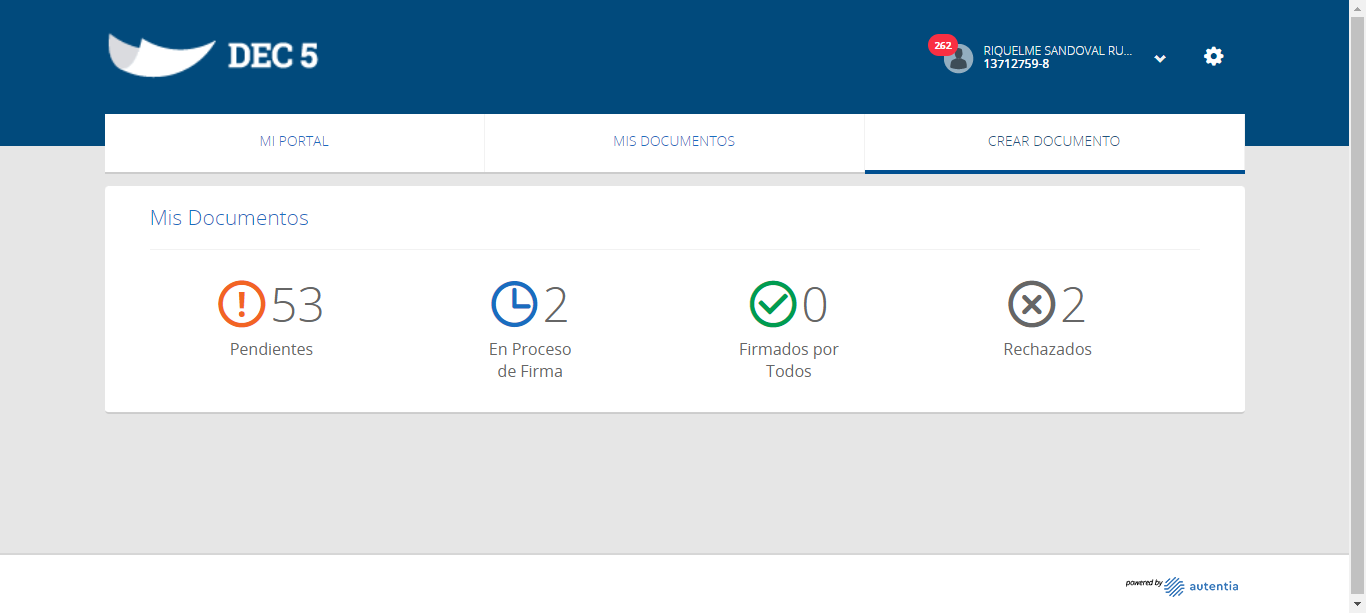 DEC 5
262
RIQUELME SANDOVAL RU...
13712759-8
MI PORTAL
MIS DOCUMENTOS
CREAR DOCUMENTO
Mis Documentos
53
Pendientes
2
En Proceso
de Firma
0
Firmados por
Todos
2
Rechazados
powered by autentia